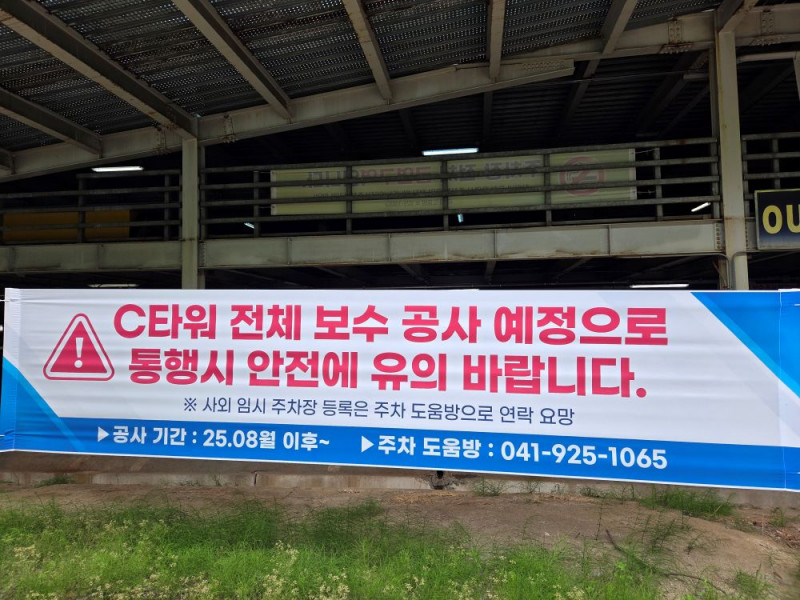 OU
C타워 전체 보수 공사 예정으로
통행시 안전에 유의 바랍니다.
※ 사외 임시 주차장 등록은 주차 도움방으로 연락 요망
▶공사 기간 : 25.08월 이후~ ▶주차 도움방 : 041-925-1065